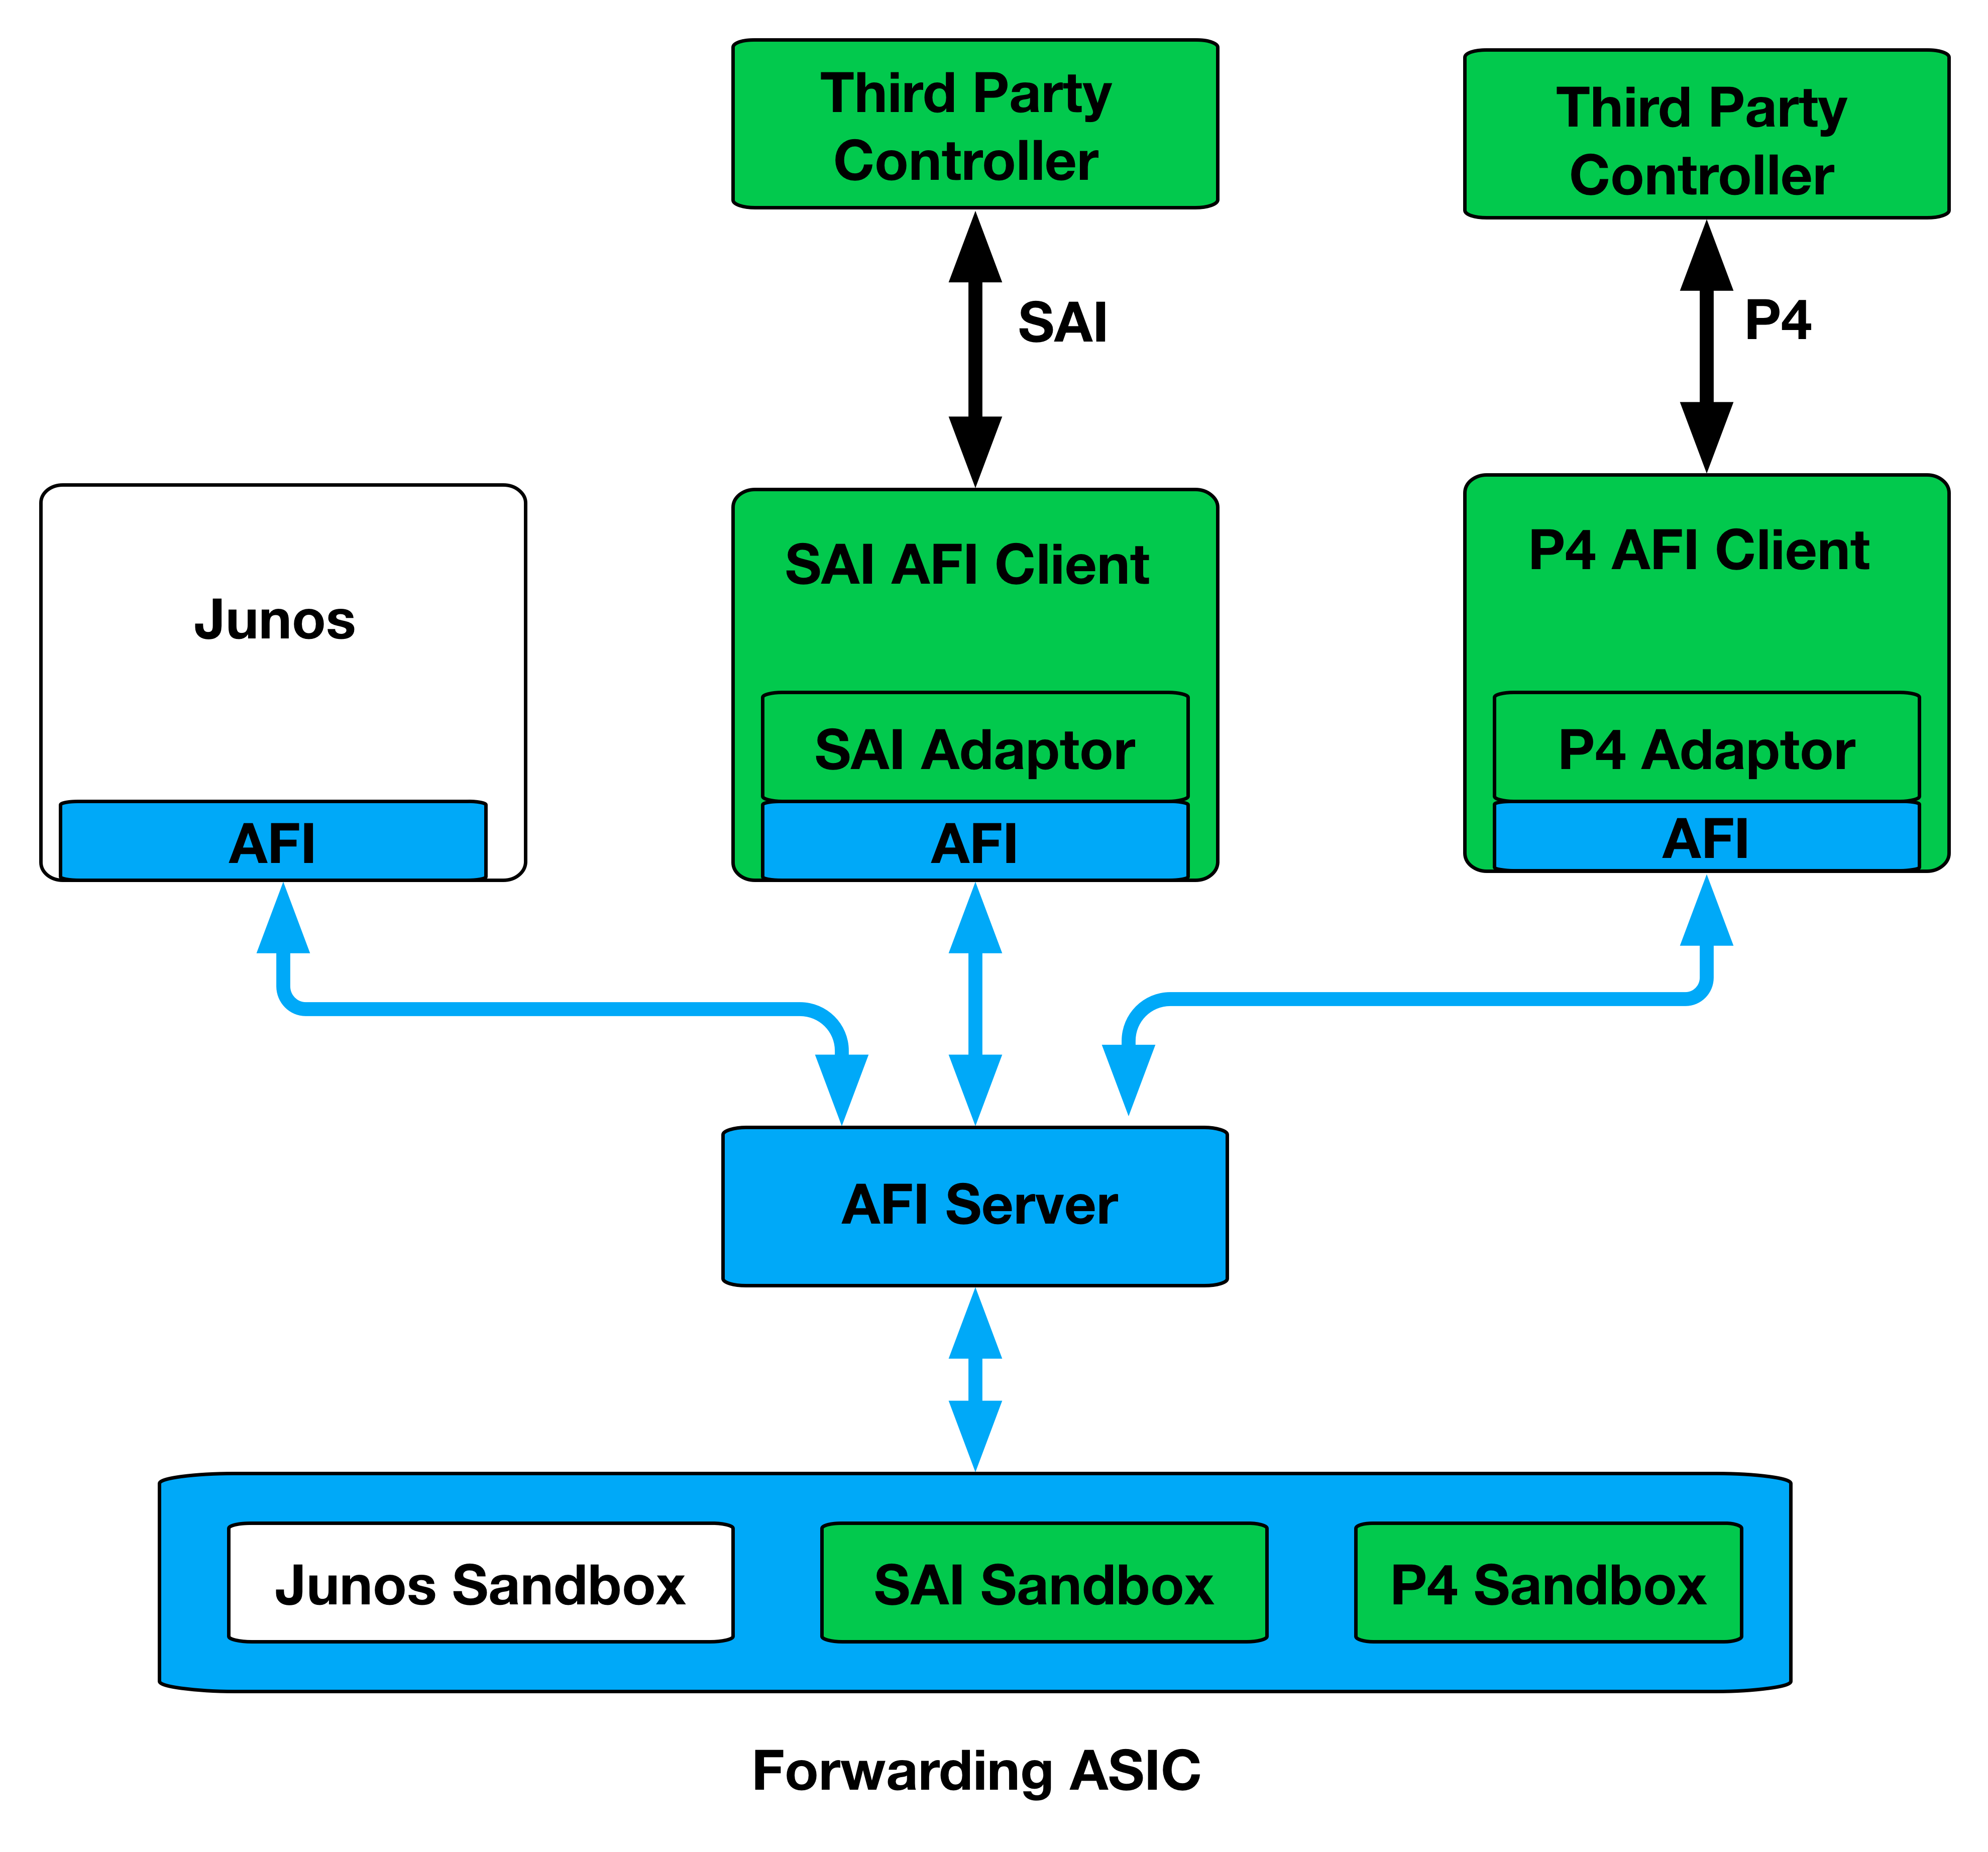 Third Party
Controller
Third Party
Controller
SAI
P4
Junos
AFI
SAI AFI Client
SAI Adaptor
AFI
P4 AFI Client
P4 Adaptor
AFI
AFI Server
Junos Sandbox
SAI Sandbox
P4 Sandbox
Forwarding ASIC